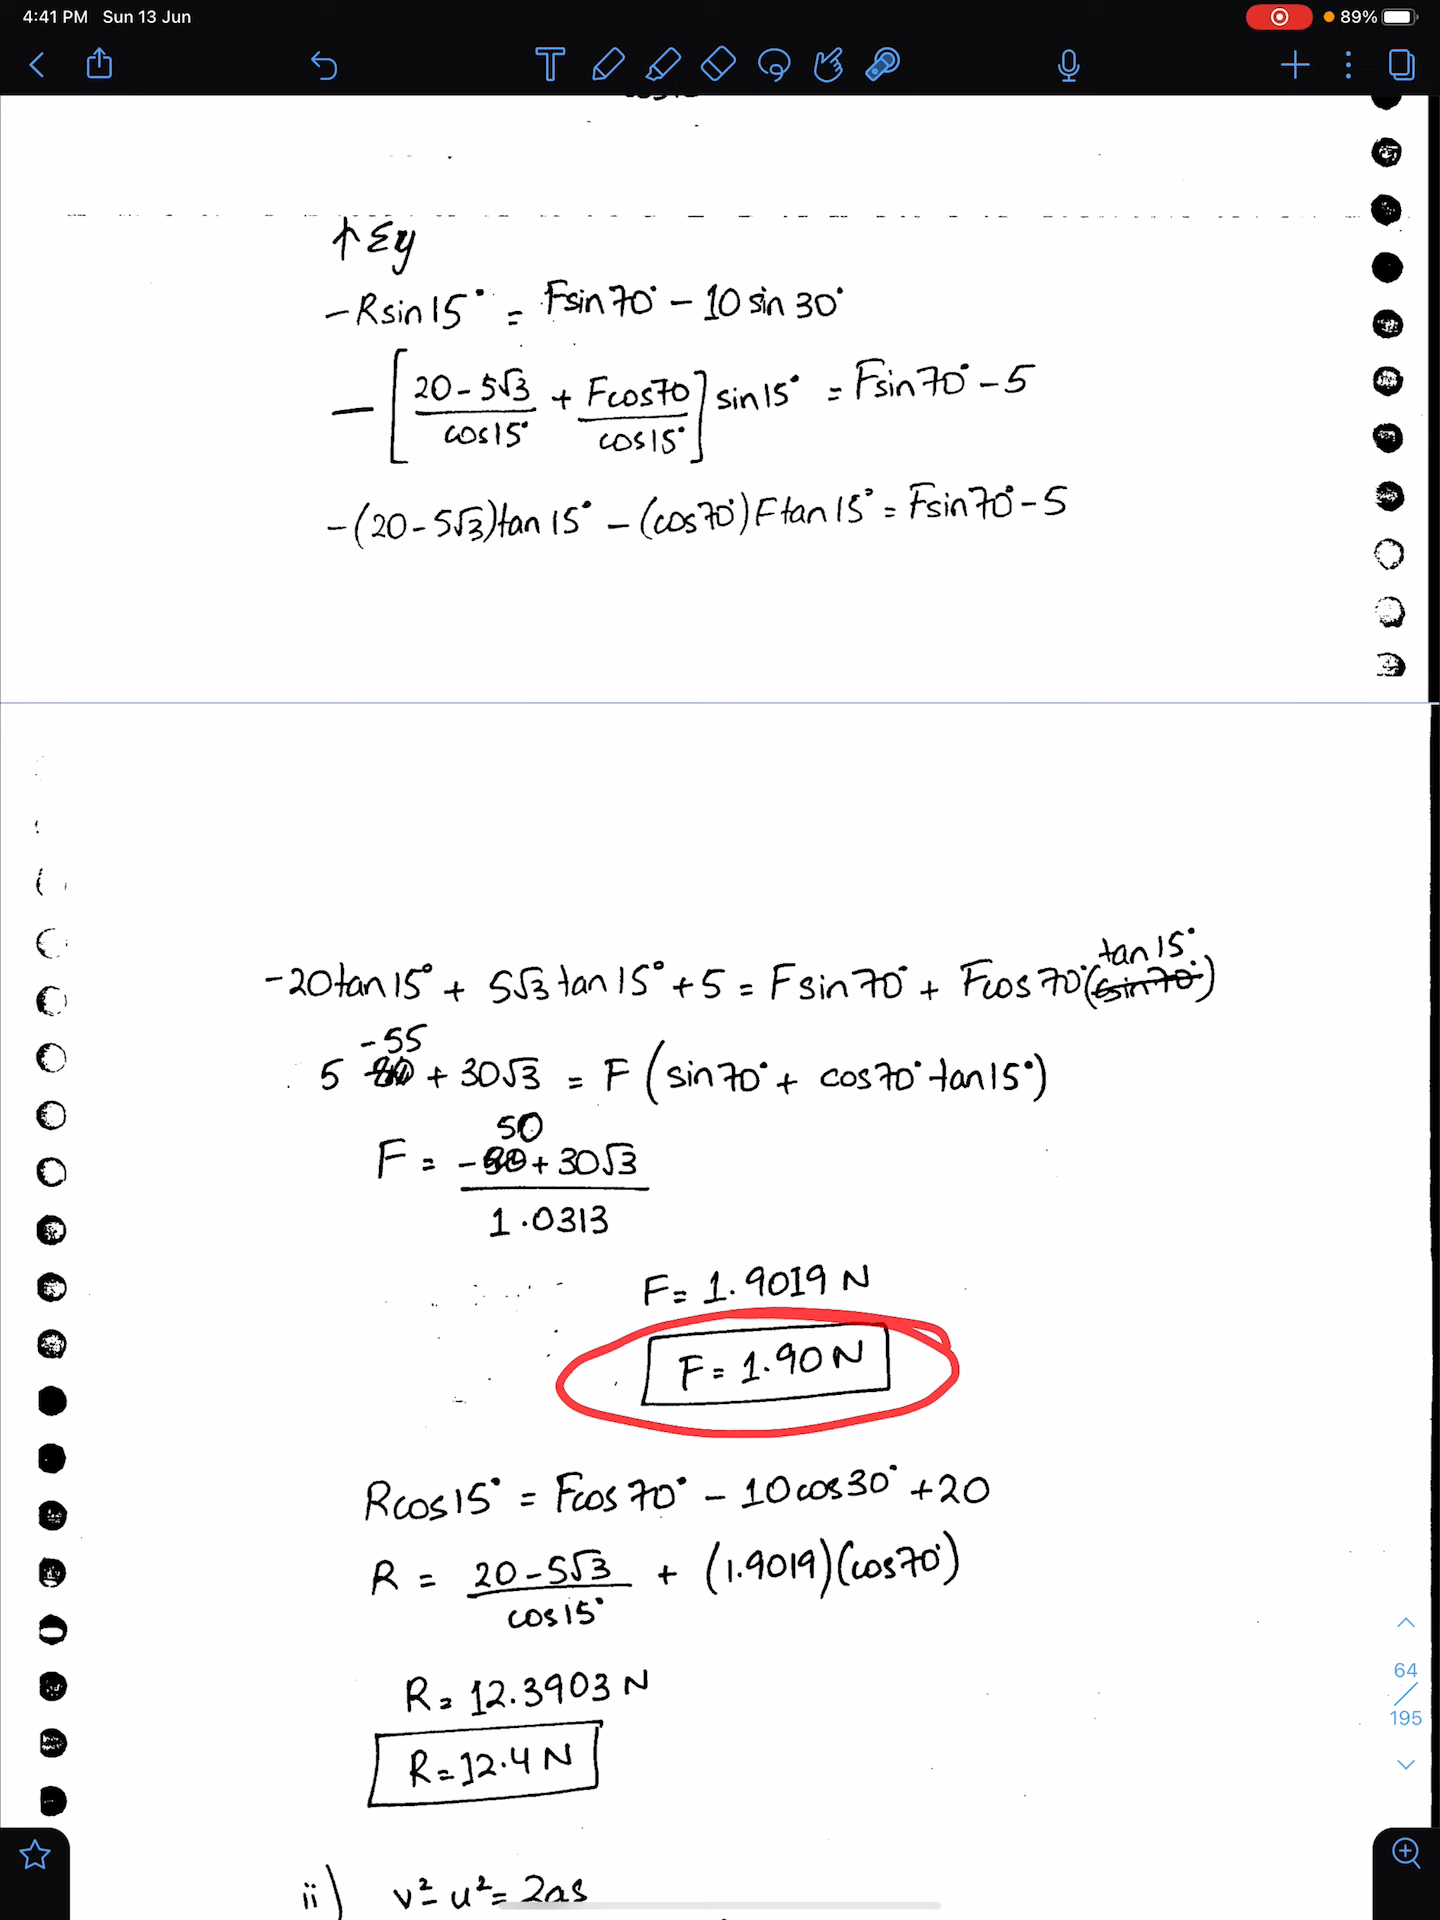 4:41 PM Sun 13 Jun 89%
↑ Σy
-Rsin15° = Fsin70° - 10 sin 30°
-[(20-5√3)/cos15° + Fcos70/cos15°] sin15° = Fsin70° - 5
-(20-5√3)tan15° - (cos70°)Ftan15° = Fsin70° - 5
-20tan15° + 5√3 tan15° + 5 = Fsin70° + Fcos70°(tan15°)
5 -55 + 30√3 = F(sin70° + cos70° tan15°)
F = (-50 + 30√3)/1.0313
F = 1.9019 N
F = 1.90 N
Rcos15° = Fcos70° - 10cos30° + 20
R = (20-5√3)/cos15° + (1.9019)(cos70°)
R = 12.3903 N
R = 12.4 N
64
/
195
ii) v² - u² = 2as